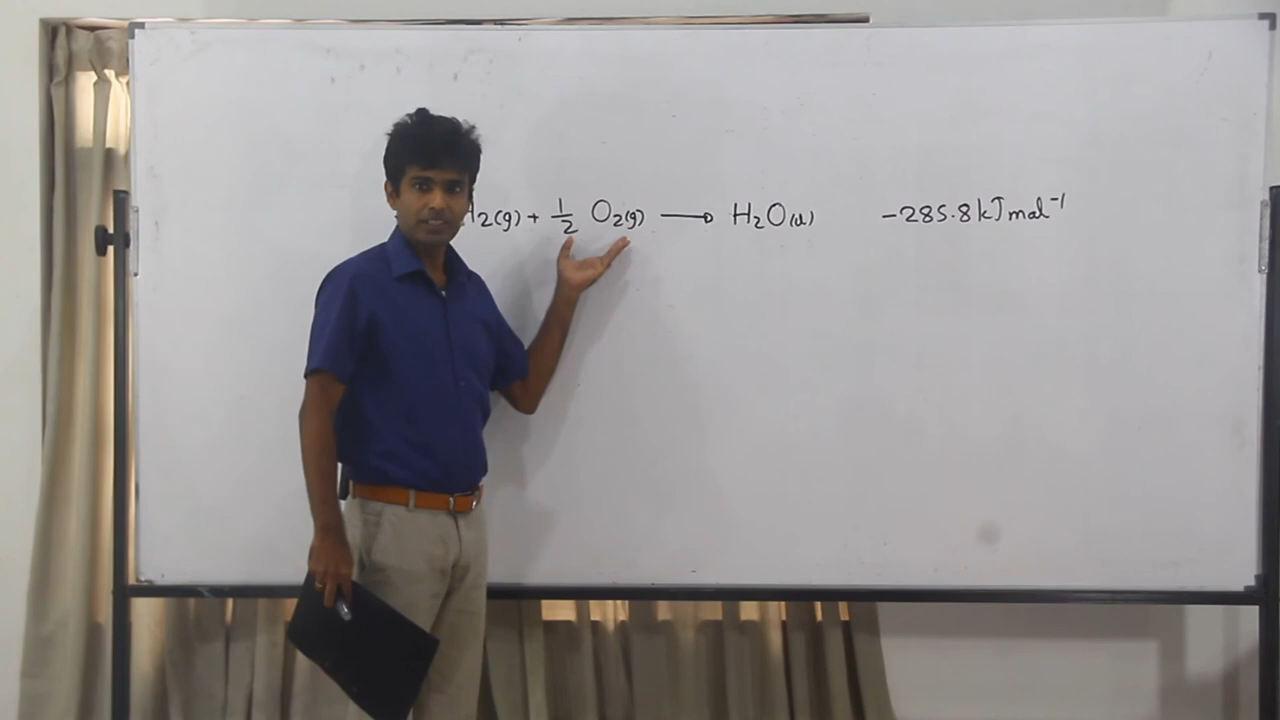 H₂(g) + ½ O₂(g) ⟶ H₂O(l) -285.8 kJ mol⁻¹